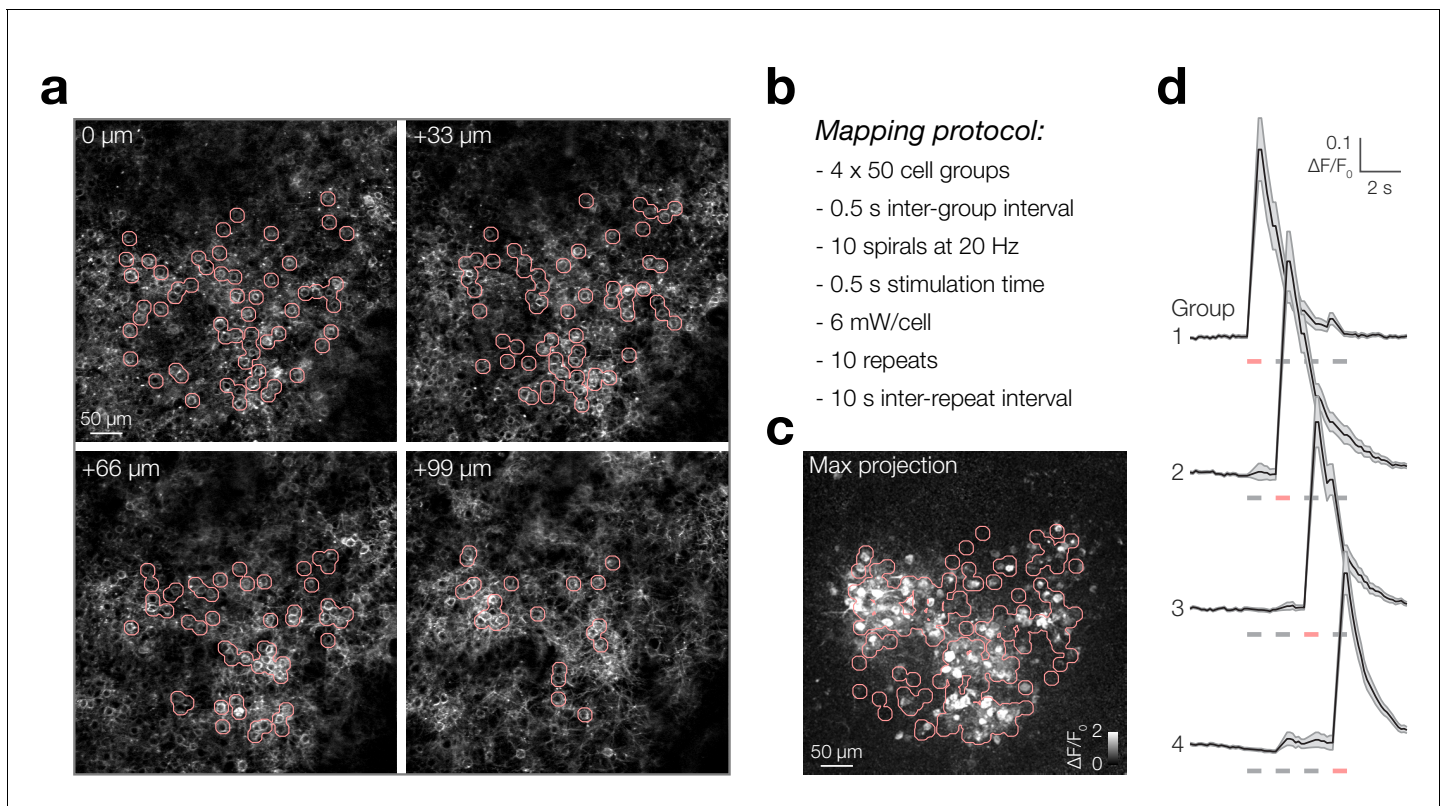 a
0 µm
+33 µm
50 µm
+66 µm
+99 µm
b
Mapping protocol:
- 4 x 50 cell groups
- 0.5 s inter-group interval
- 10 spirals at 20 Hz
- 0.5 s stimulation time
- 6 mW/cell
- 10 repeats
- 10 s inter-repeat interval
c
Max projection
50 µm
ΔF/F₀
2
0
d
0.1
ΔF/F₀
2 s
Group
1
2
3
4